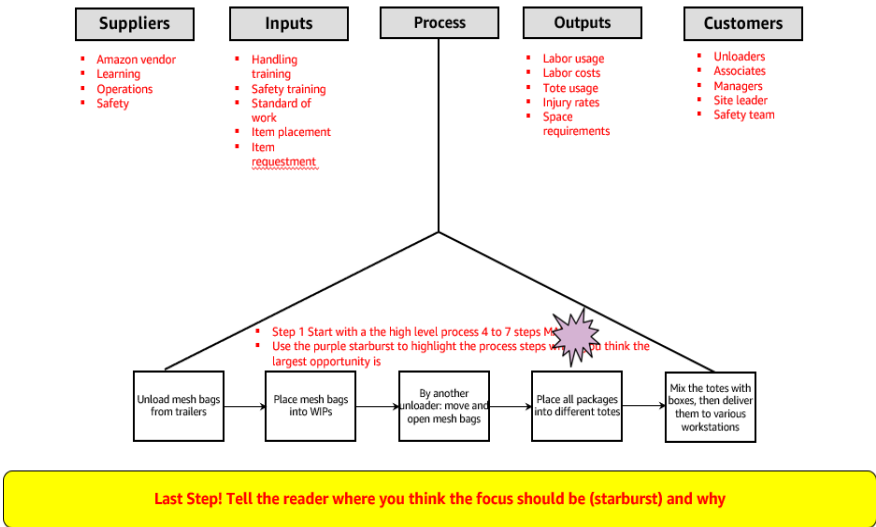 Suppliers
Inputs
Process
Outputs
Customers
Amazon vendor
Learning
Operations
Safety
Handling
training
Safety training
Standard of
work
Item placement
Item
requestment
Labor usage
Labor costs
Tote usage
Injury rates
Space
requirements
Unloaders
Associates
Managers
Site leader
Safety team
Step 1 Start with a the high level process 4 to 7 steps
Use the purple starburst to highlight the process steps think the
largest opportunity is
Unload mesh bags
from trailers
Place mesh bags
into WIPs
By another
unloader: move and
open mesh bags
Place all packages
into different totes
Mix the totes with
boxes, then deliver
them to various
workstations
Last Step! Tell the reader where you think the focus should be (starburst) and why